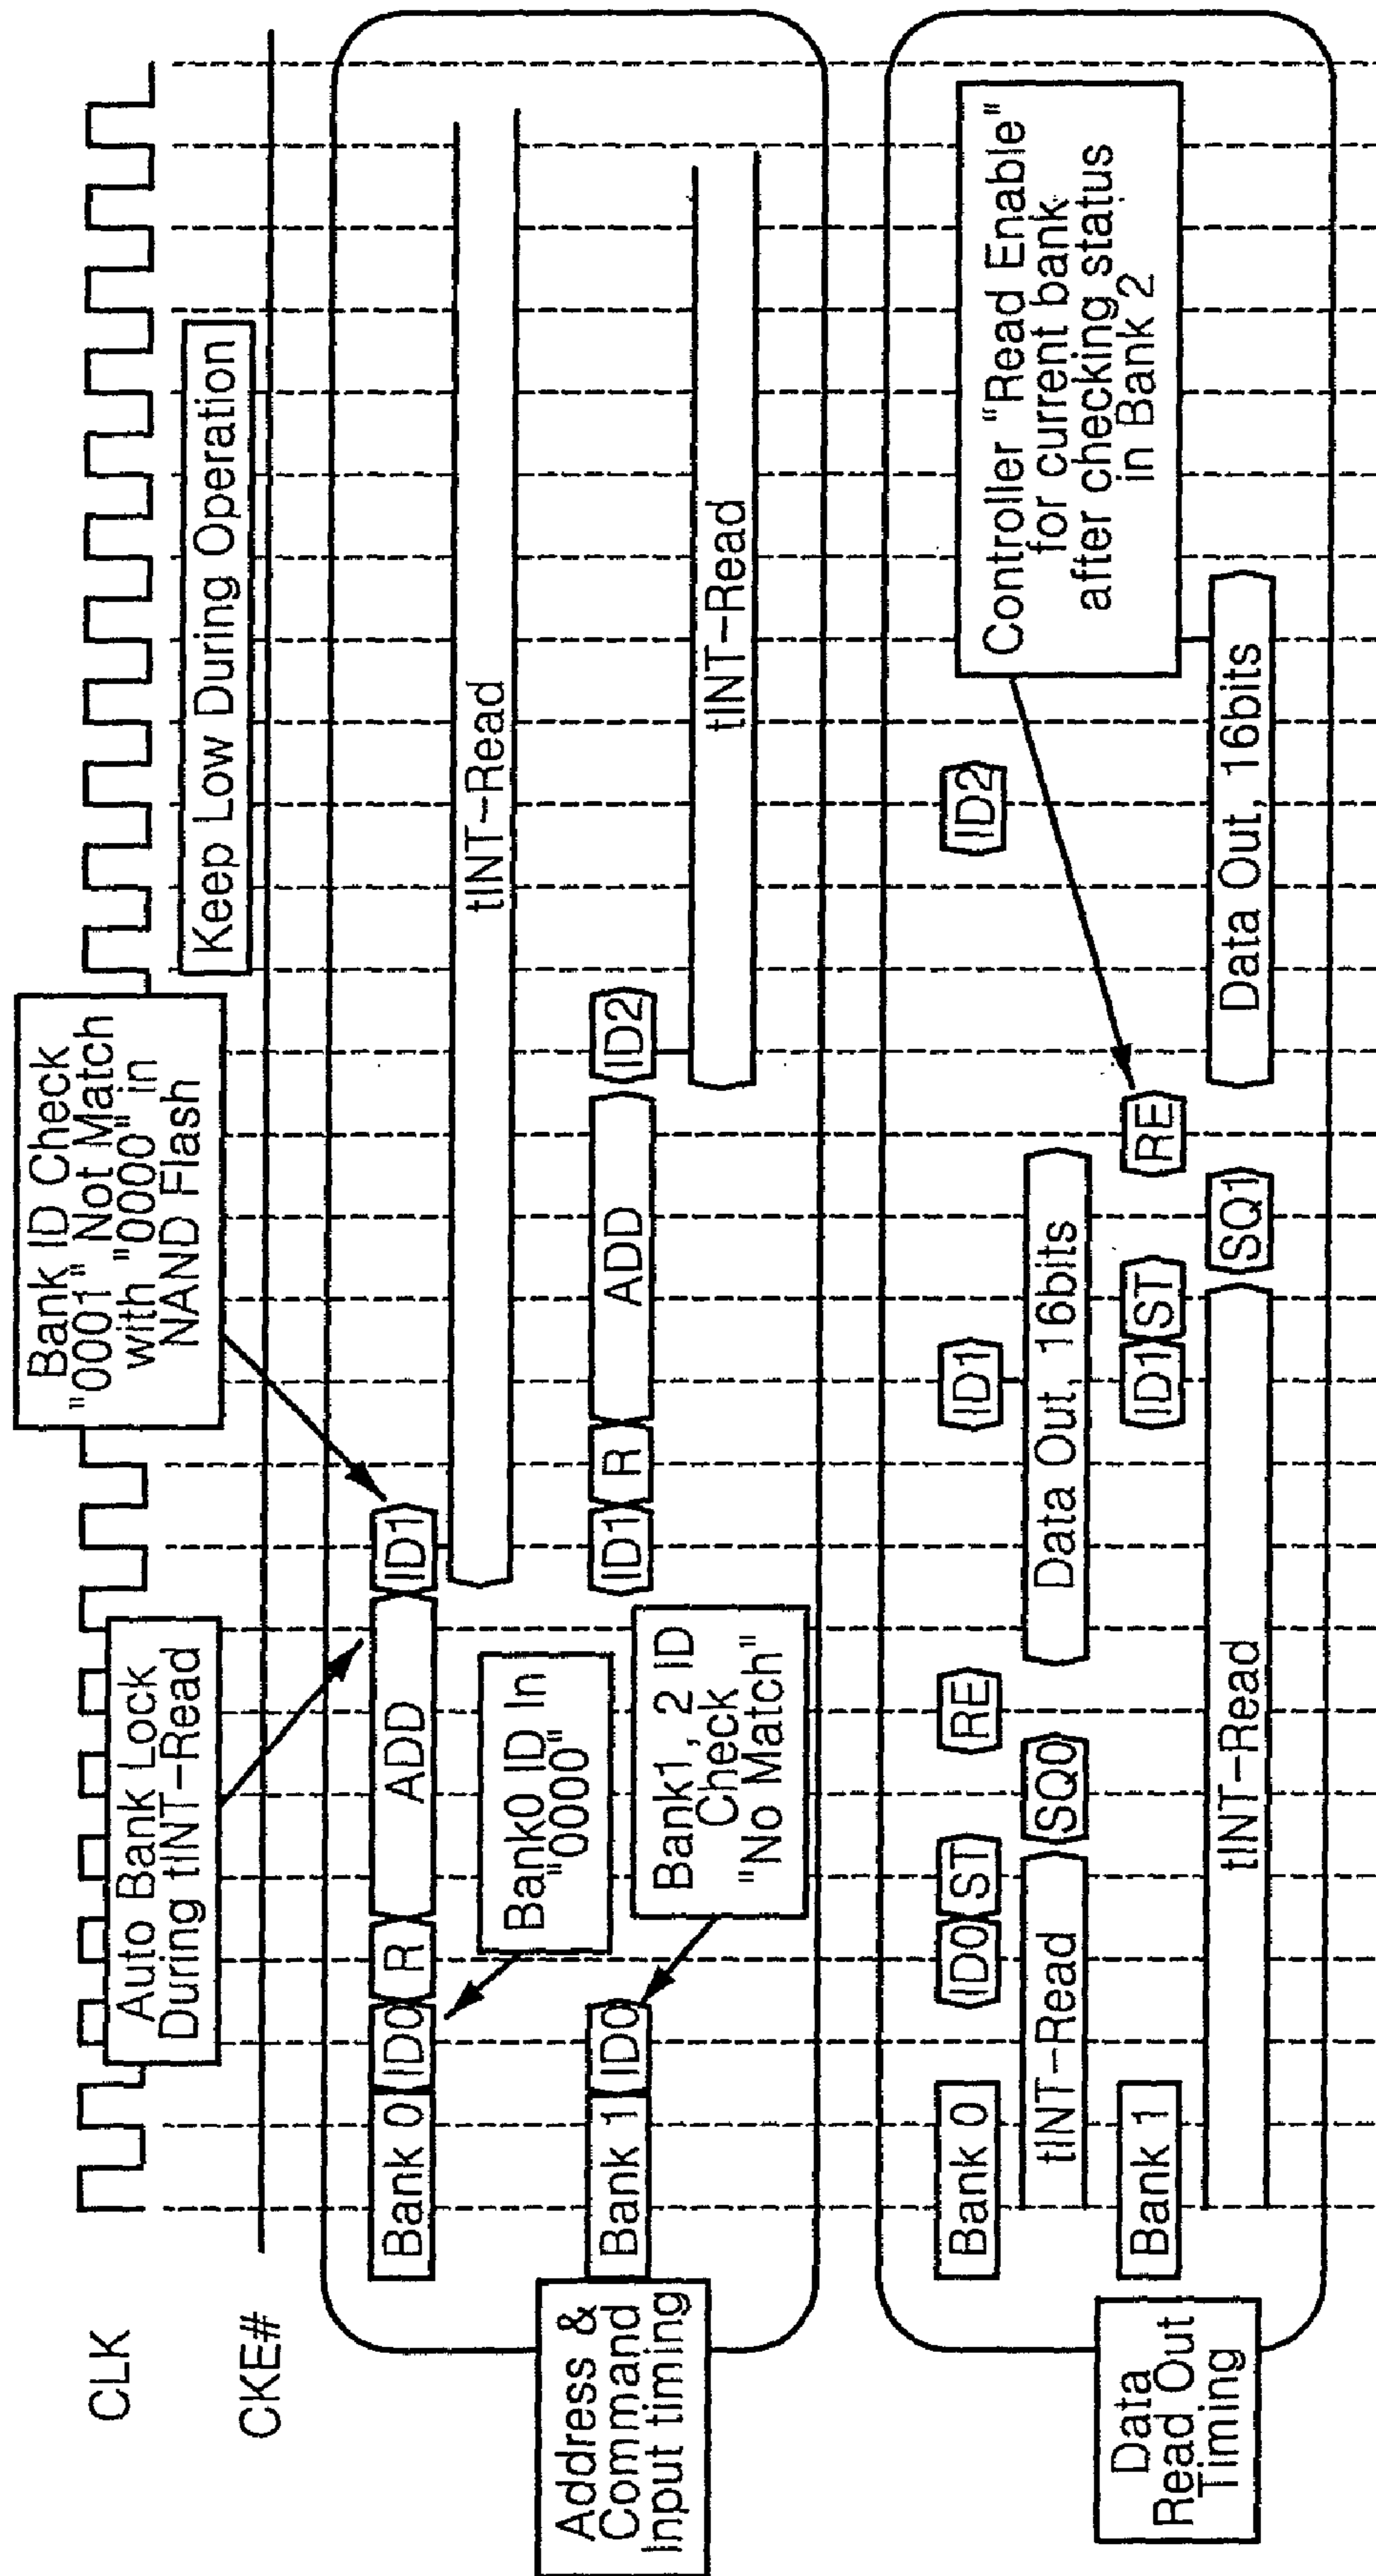 CLK
Auto Bank Lock
During tINT-Read
Bank ID Check
"0001" Not Match
with "0000" in
NAND Flash
CKE#
Keep Low During Operation
Address &
Command
Input timing
Bank 0
ID0
R
ADD
ID1
tINT-Read
Bank0 ID In
"0000"
Bank 1
ID0
ID1
R
ADD
ID2
Bank1, 2 ID
Check
"No Match"
tINT-Read
Data
Read Out
Timing
Bank 0
ID0
ST
RE
ID1
ID2
tINT-Read
SQ0
Data Out, 16bits
Controller "Read Enable"
for current bank
after checking status
in Bank 2
Bank 1
ID1
ST
RE
tINT-Read
SQ1
Data Out, 16bits